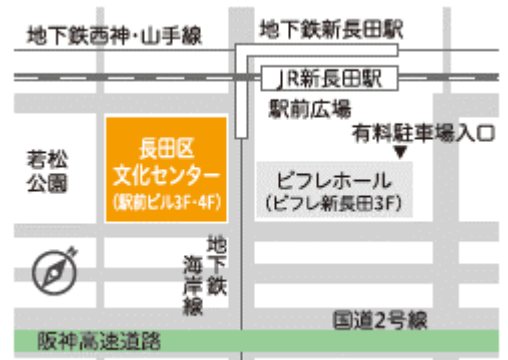 地下鉄西神・山手線
地下鉄新長田駅
JR新長田駅
駅前広場
有料駐車場入口
若松
公園
長田区
文化センター
(駅前ビル3F・4F)
ピフレホール
(ピフレ新長田3F)
地下鉄
海岸線
国道2号線
阪神高速道路